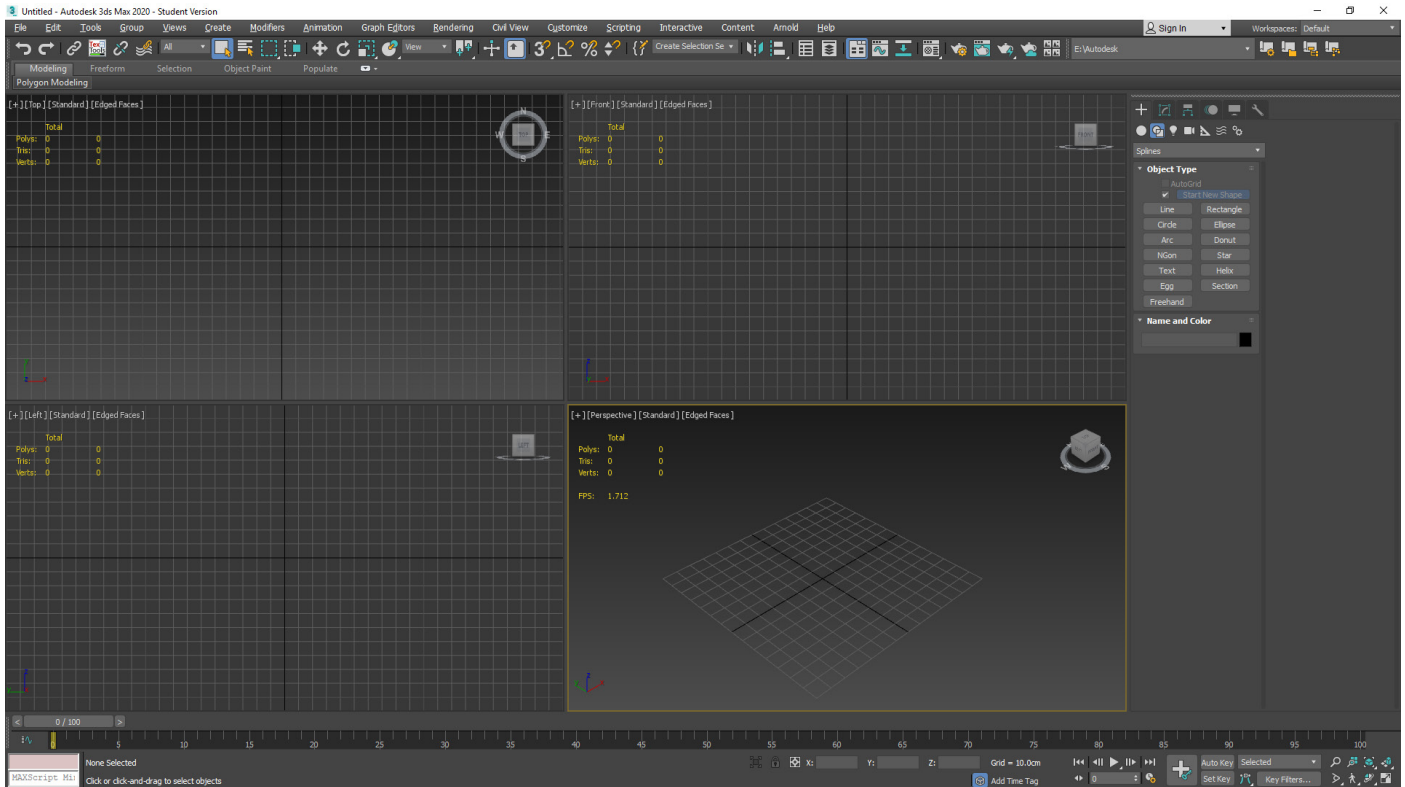 Untitled - Autodesk 3ds Max 2020 - Student Version
File Edit Tools Group Views Create Modifiers Animation Graph Editors Rendering Civil View Customize Scripting Interactive Content Arnold Help
Sign In Workspaces: Default
All View Create Selection Se E:\Autodesk
Modeling Freeform Selection Object Paint Populate
Polygon Modeling
[+] [Top] [Standard] [Edged Faces]
Total
Polys: 0 0
Tris: 0 0
Verts: 0 0
N
W E
S
TOP
[+] [Front] [Standard] [Edged Faces]
Total
Polys: 0 0
Tris: 0 0
Verts: 0 0
FRONT
[+] [Left] [Standard] [Edged Faces]
Total
Polys: 0 0
Tris: 0 0
Verts: 0 0
LEFT
[+] [Perspective] [Standard] [Edged Faces]
Total
Polys: 0 0
Tris: 0 0
Verts: 0 0
FPS: 1.712
Splines
Object Type
AutoGrid
Start New Shape
Line Rectangle
Circle Ellipse
Arc Donut
NGon Star
Text Helix
Egg Section
Freehand
Name and Color
< 0 / 100 >
0 5 10 15 20 25 30 35 40 45 50 55 60 65 70 75 80 85 90 95 100
None Selected
X: Y: Z: Grid = 10.0cm
Auto Key Selected
MAXScript Mi
Click or click-and-drag to select objects
Add Time Tag
0
Set Key Key Filters...